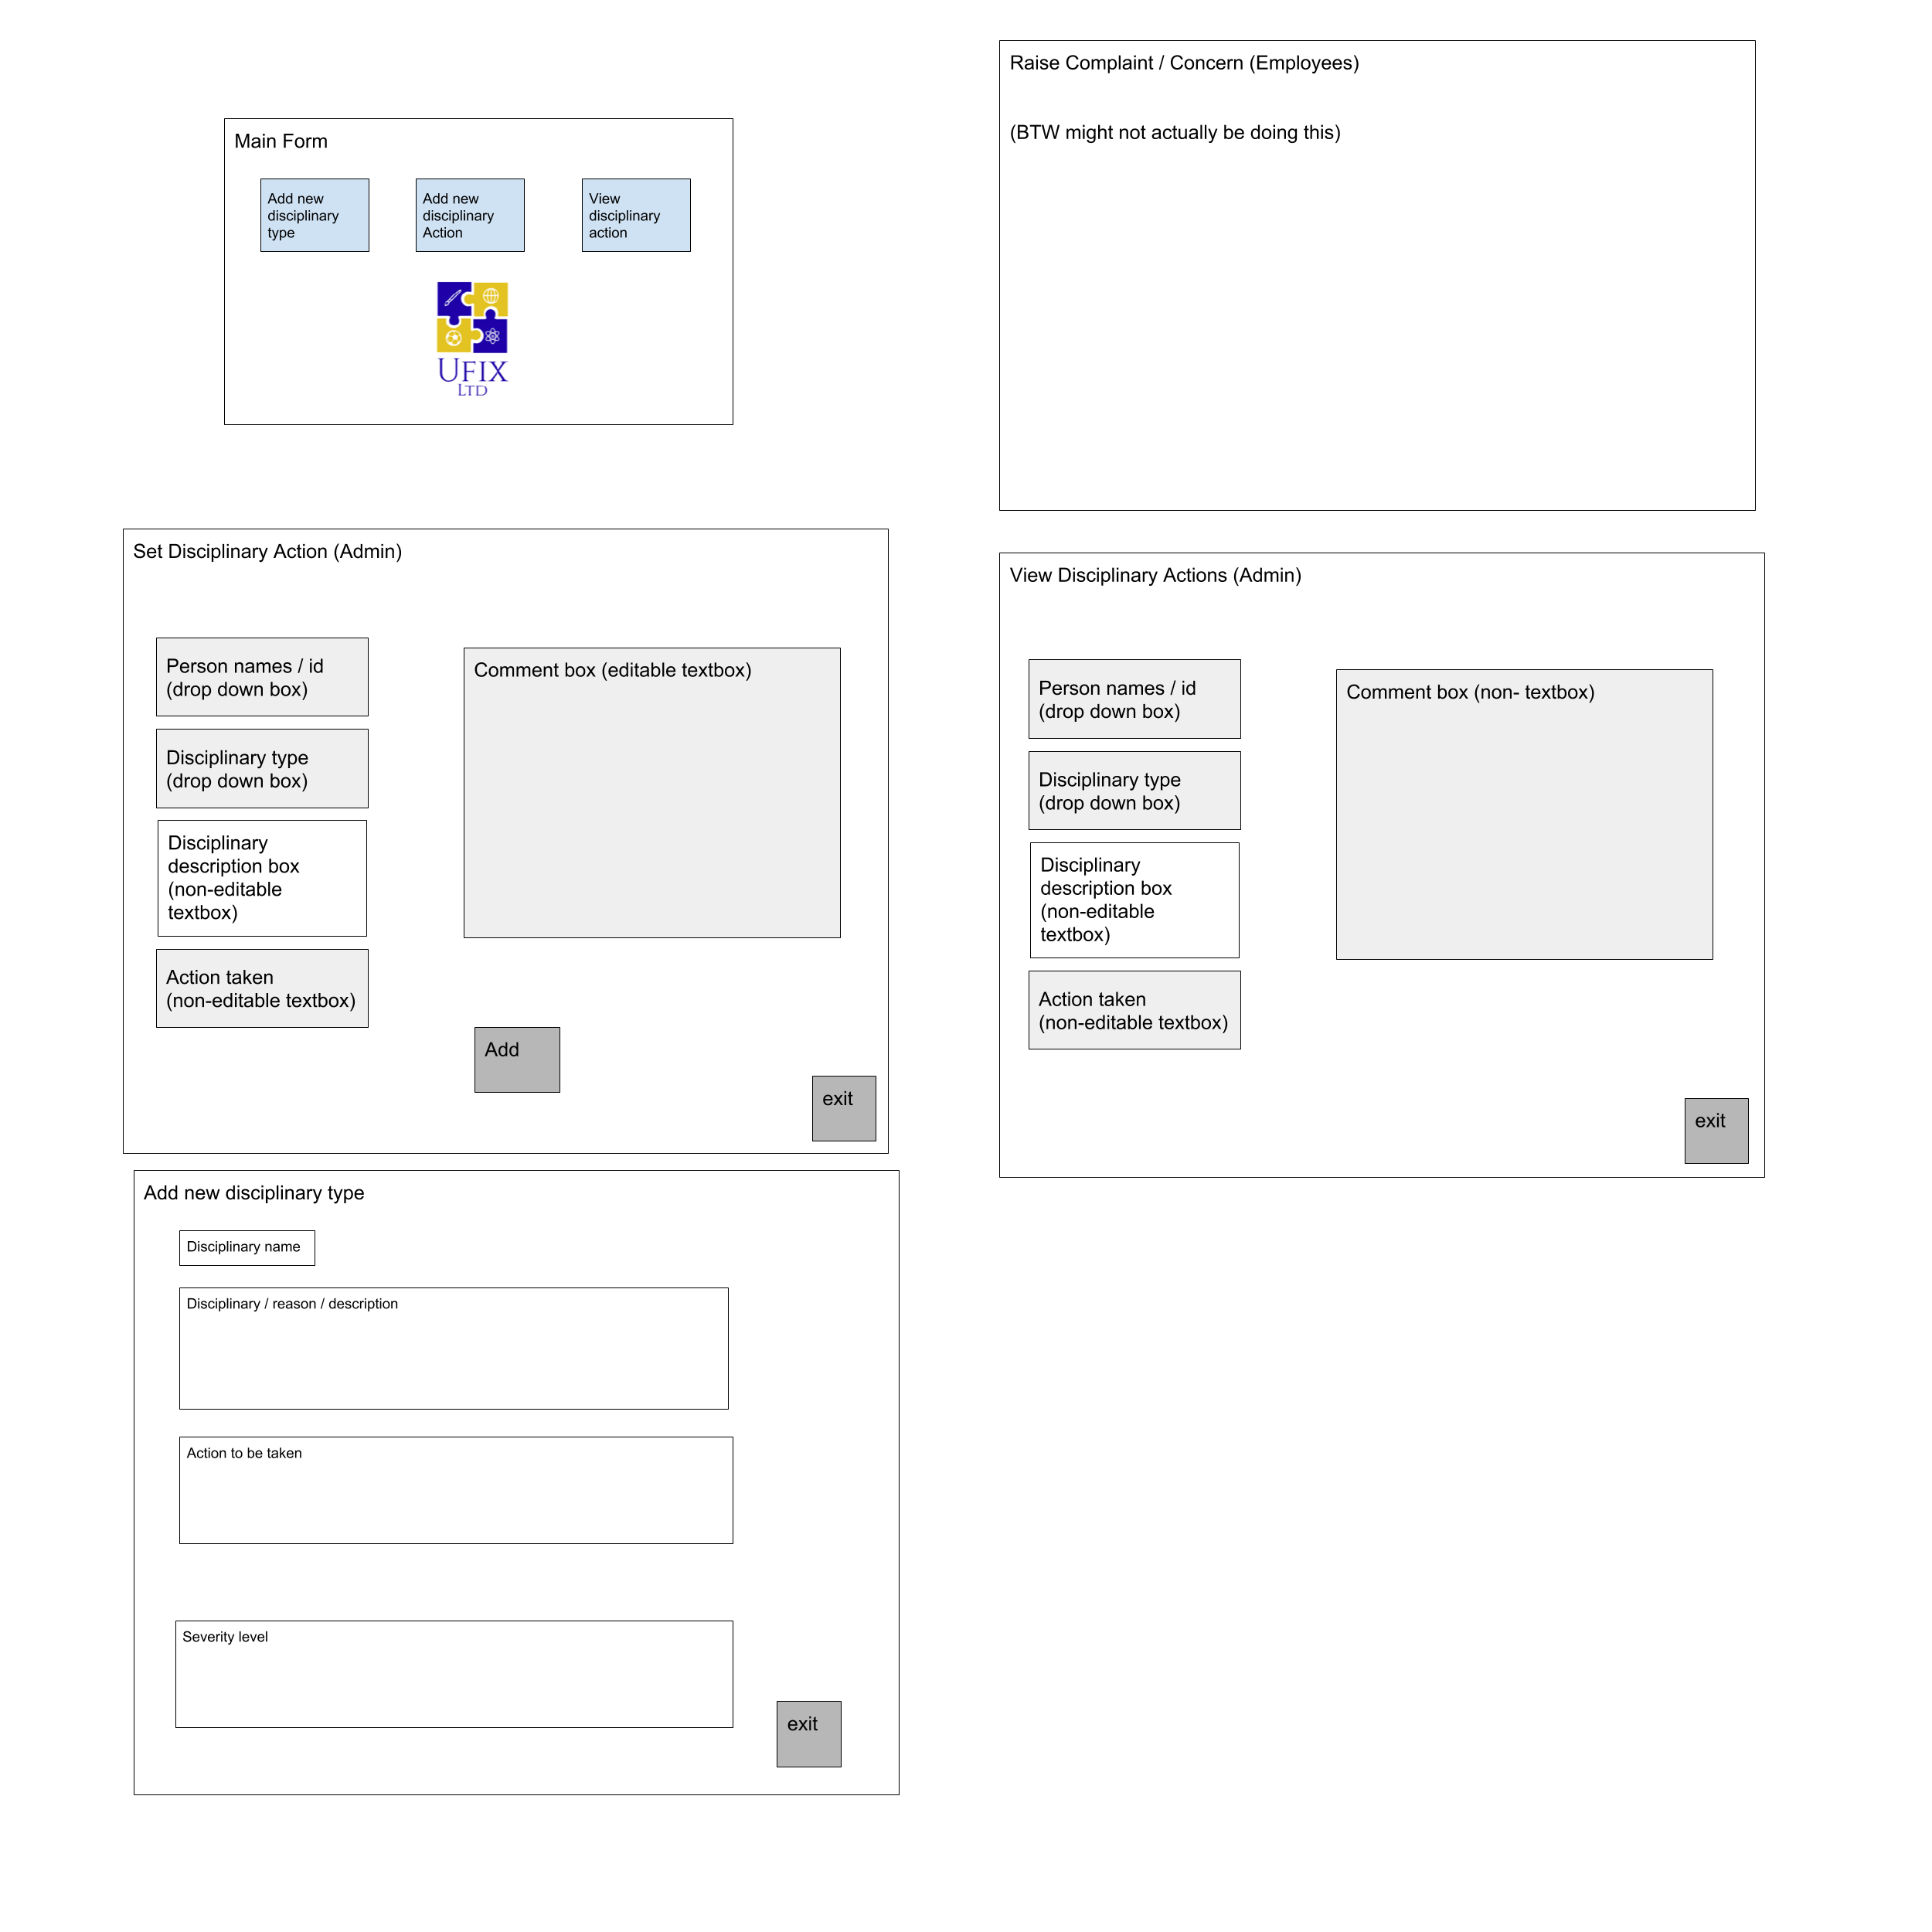 Main Form
Add new
disciplinary
type
Add new
disciplinary
Action
View
disciplinary
action
UFIX
LTD
Raise Complaint / Concern (Employees)
(BTW might not actually be doing this)
Set Disciplinary Action (Admin)
Person names / id
(drop down box)
Disciplinary type
(drop down box)
Disciplinary
description box
(non-editable
textbox)
Action taken
(non-editable textbox)
Comment box (editable textbox)
Add
exit
View Disciplinary Actions (Admin)
Person names / id
(drop down box)
Disciplinary type
(drop down box)
Disciplinary
description box
(non-editable
textbox)
Action taken
(non-editable textbox)
Comment box (non- textbox)
exit
Add new disciplinary type
Disciplinary name
Disciplinary / reason / description
Action to be taken
Severity level
exit